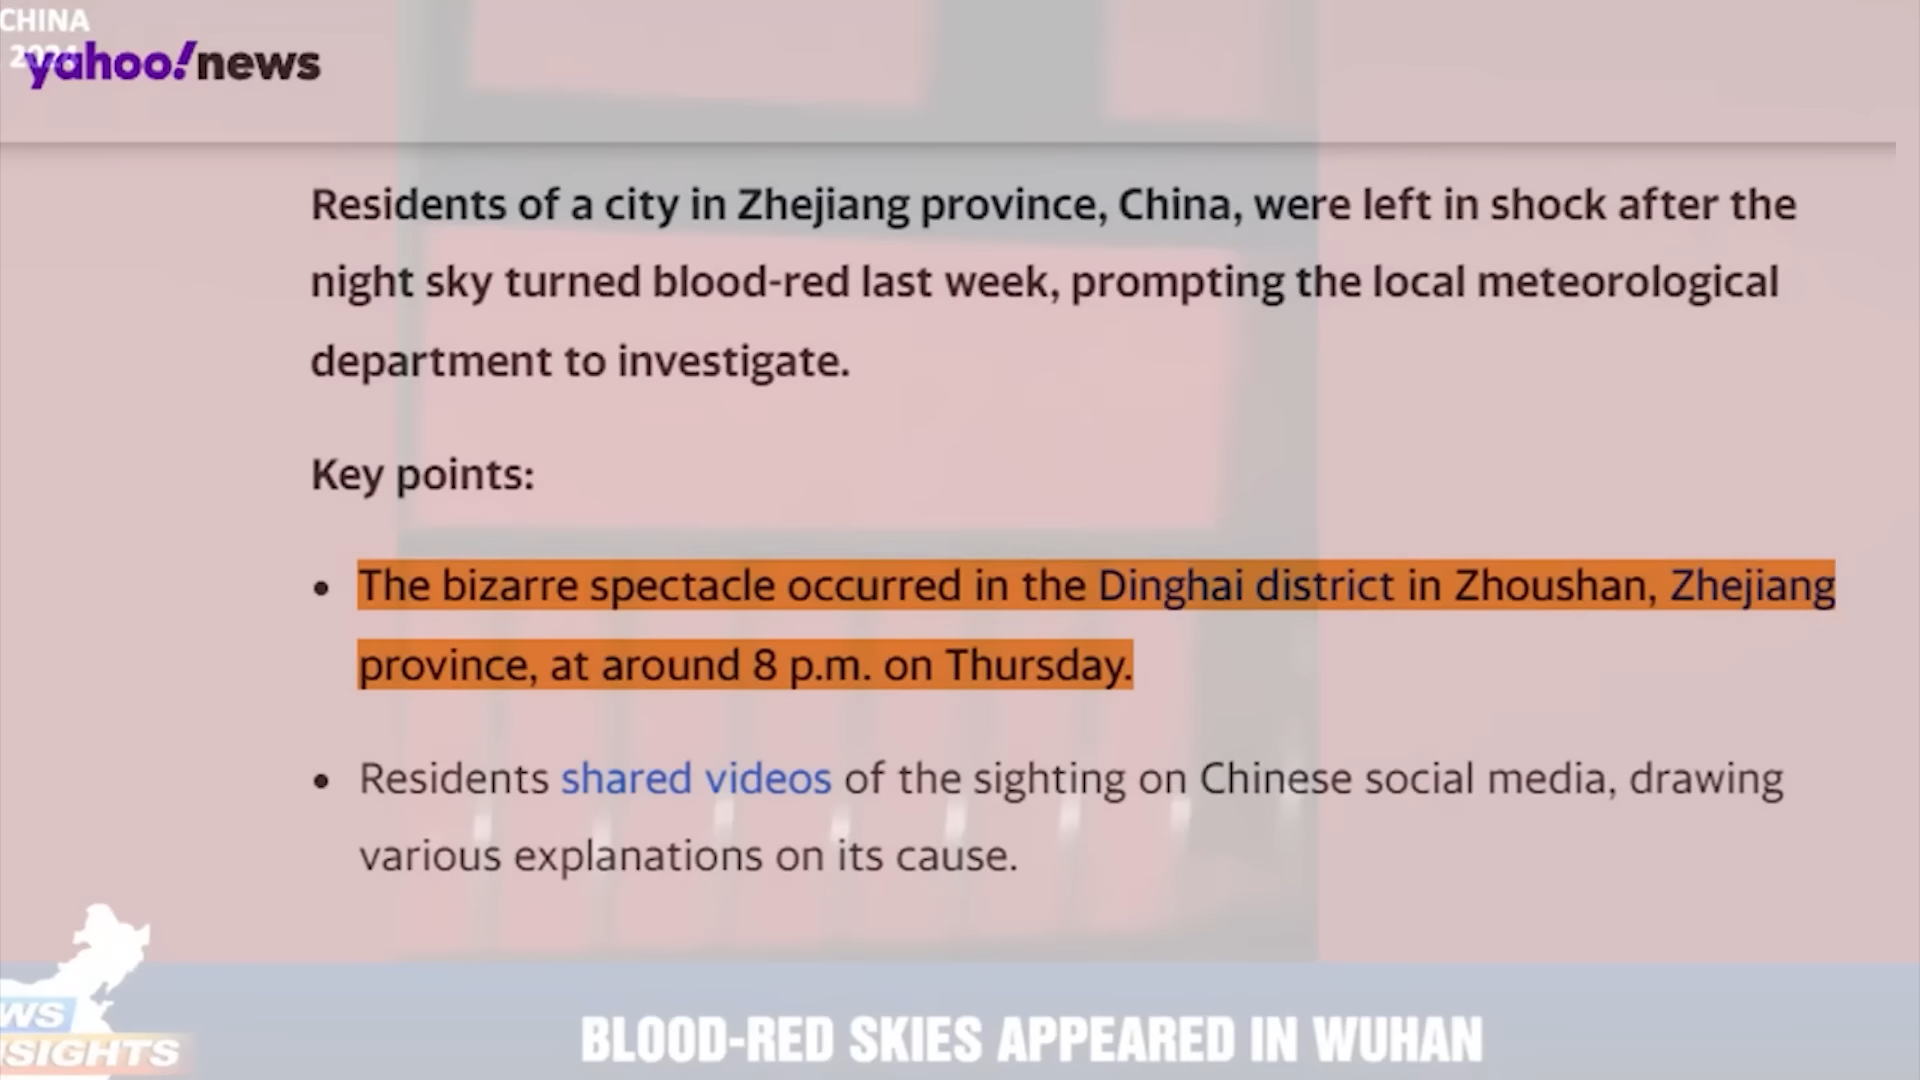 CHINA
2024
yahoo!news
Residents of a city in Zhejiang province, China, were left in shock after the
night sky turned blood-red last week, prompting the local meteorological
department to investigate.
Key points:
• The bizarre spectacle occurred in the Dinghai district in Zhoushan, Zhejiang
province, at around 8 p.m. on Thursday.
• Residents shared videos of the sighting on Chinese social media, drawing
various explanations on its cause.
WS
NSIGHTS
BLOOD-RED SKIES APPEARED IN WUHAN